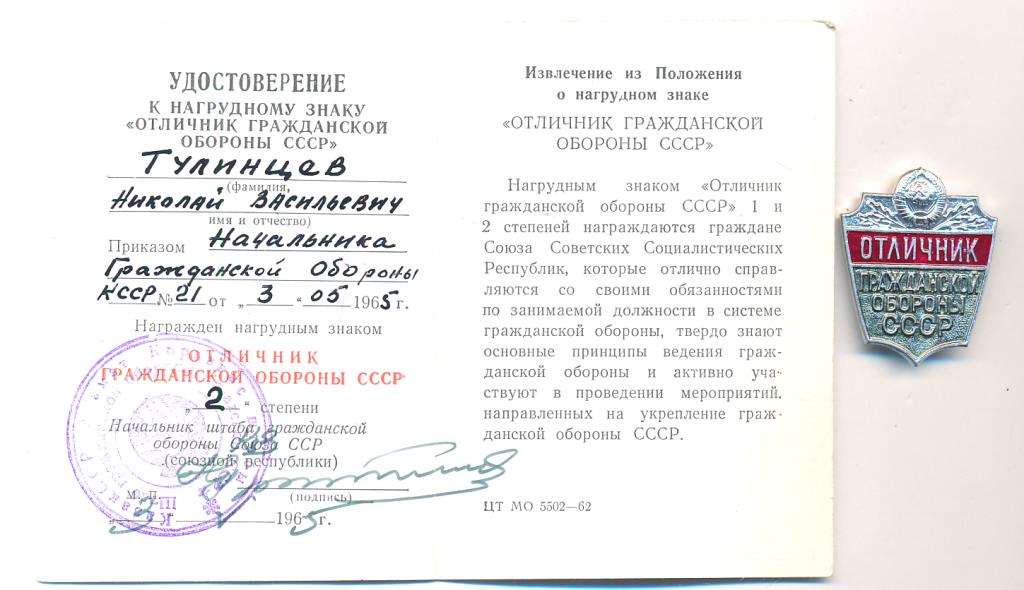 УДОСТОВЕРЕНИЕ
К НАГРУДНОМУ ЗНАКУ
«ОТЛИЧНИК ГРАЖДАНСКОЙ
ОБОРОНЫ СССР»
Тулинцев
(фамилия,
Николай Васильевич
имя и отчество)
Приказом Начальника
Гражданской Обороны
КССР № 21 от „ 3 “ 05 1965 г.
Награжден нагрудным знаком
ОТЛИЧНИК
ГРАЖДАНСКОЙ ОБОРОНЫ СССР
„ 2 “ степени
Начальник штаба гражданской
обороны Союза ССР
(союзной республики)
(подпись)
М. П.
„ 3 “ V 1965 г.
Извлечение из Положения
о нагрудном знаке
«ОТЛИЧНИК ГРАЖДАНСКОЙ
ОБОРОНЫ СССР»
Нагрудным знаком «Отличник
гражданской обороны СССР» 1 и
2 степеней награждаются граждане
Союза Советских Социалистических
Республик, которые отлично справ-
ляются со своими обязанностями
по занимаемой должности в системе
гражданской обороны, твердо знают
основные принципы ведения граж-
данской обороны и активно уча-
ствуют в проведении мероприятий,
направленных на укрепление граж-
данской обороны СССР.
ЦТ МО 5502—62
ОТЛИЧНИК
ГРАЖДАНСКОЙ
ОБОРОНЫ
СССР